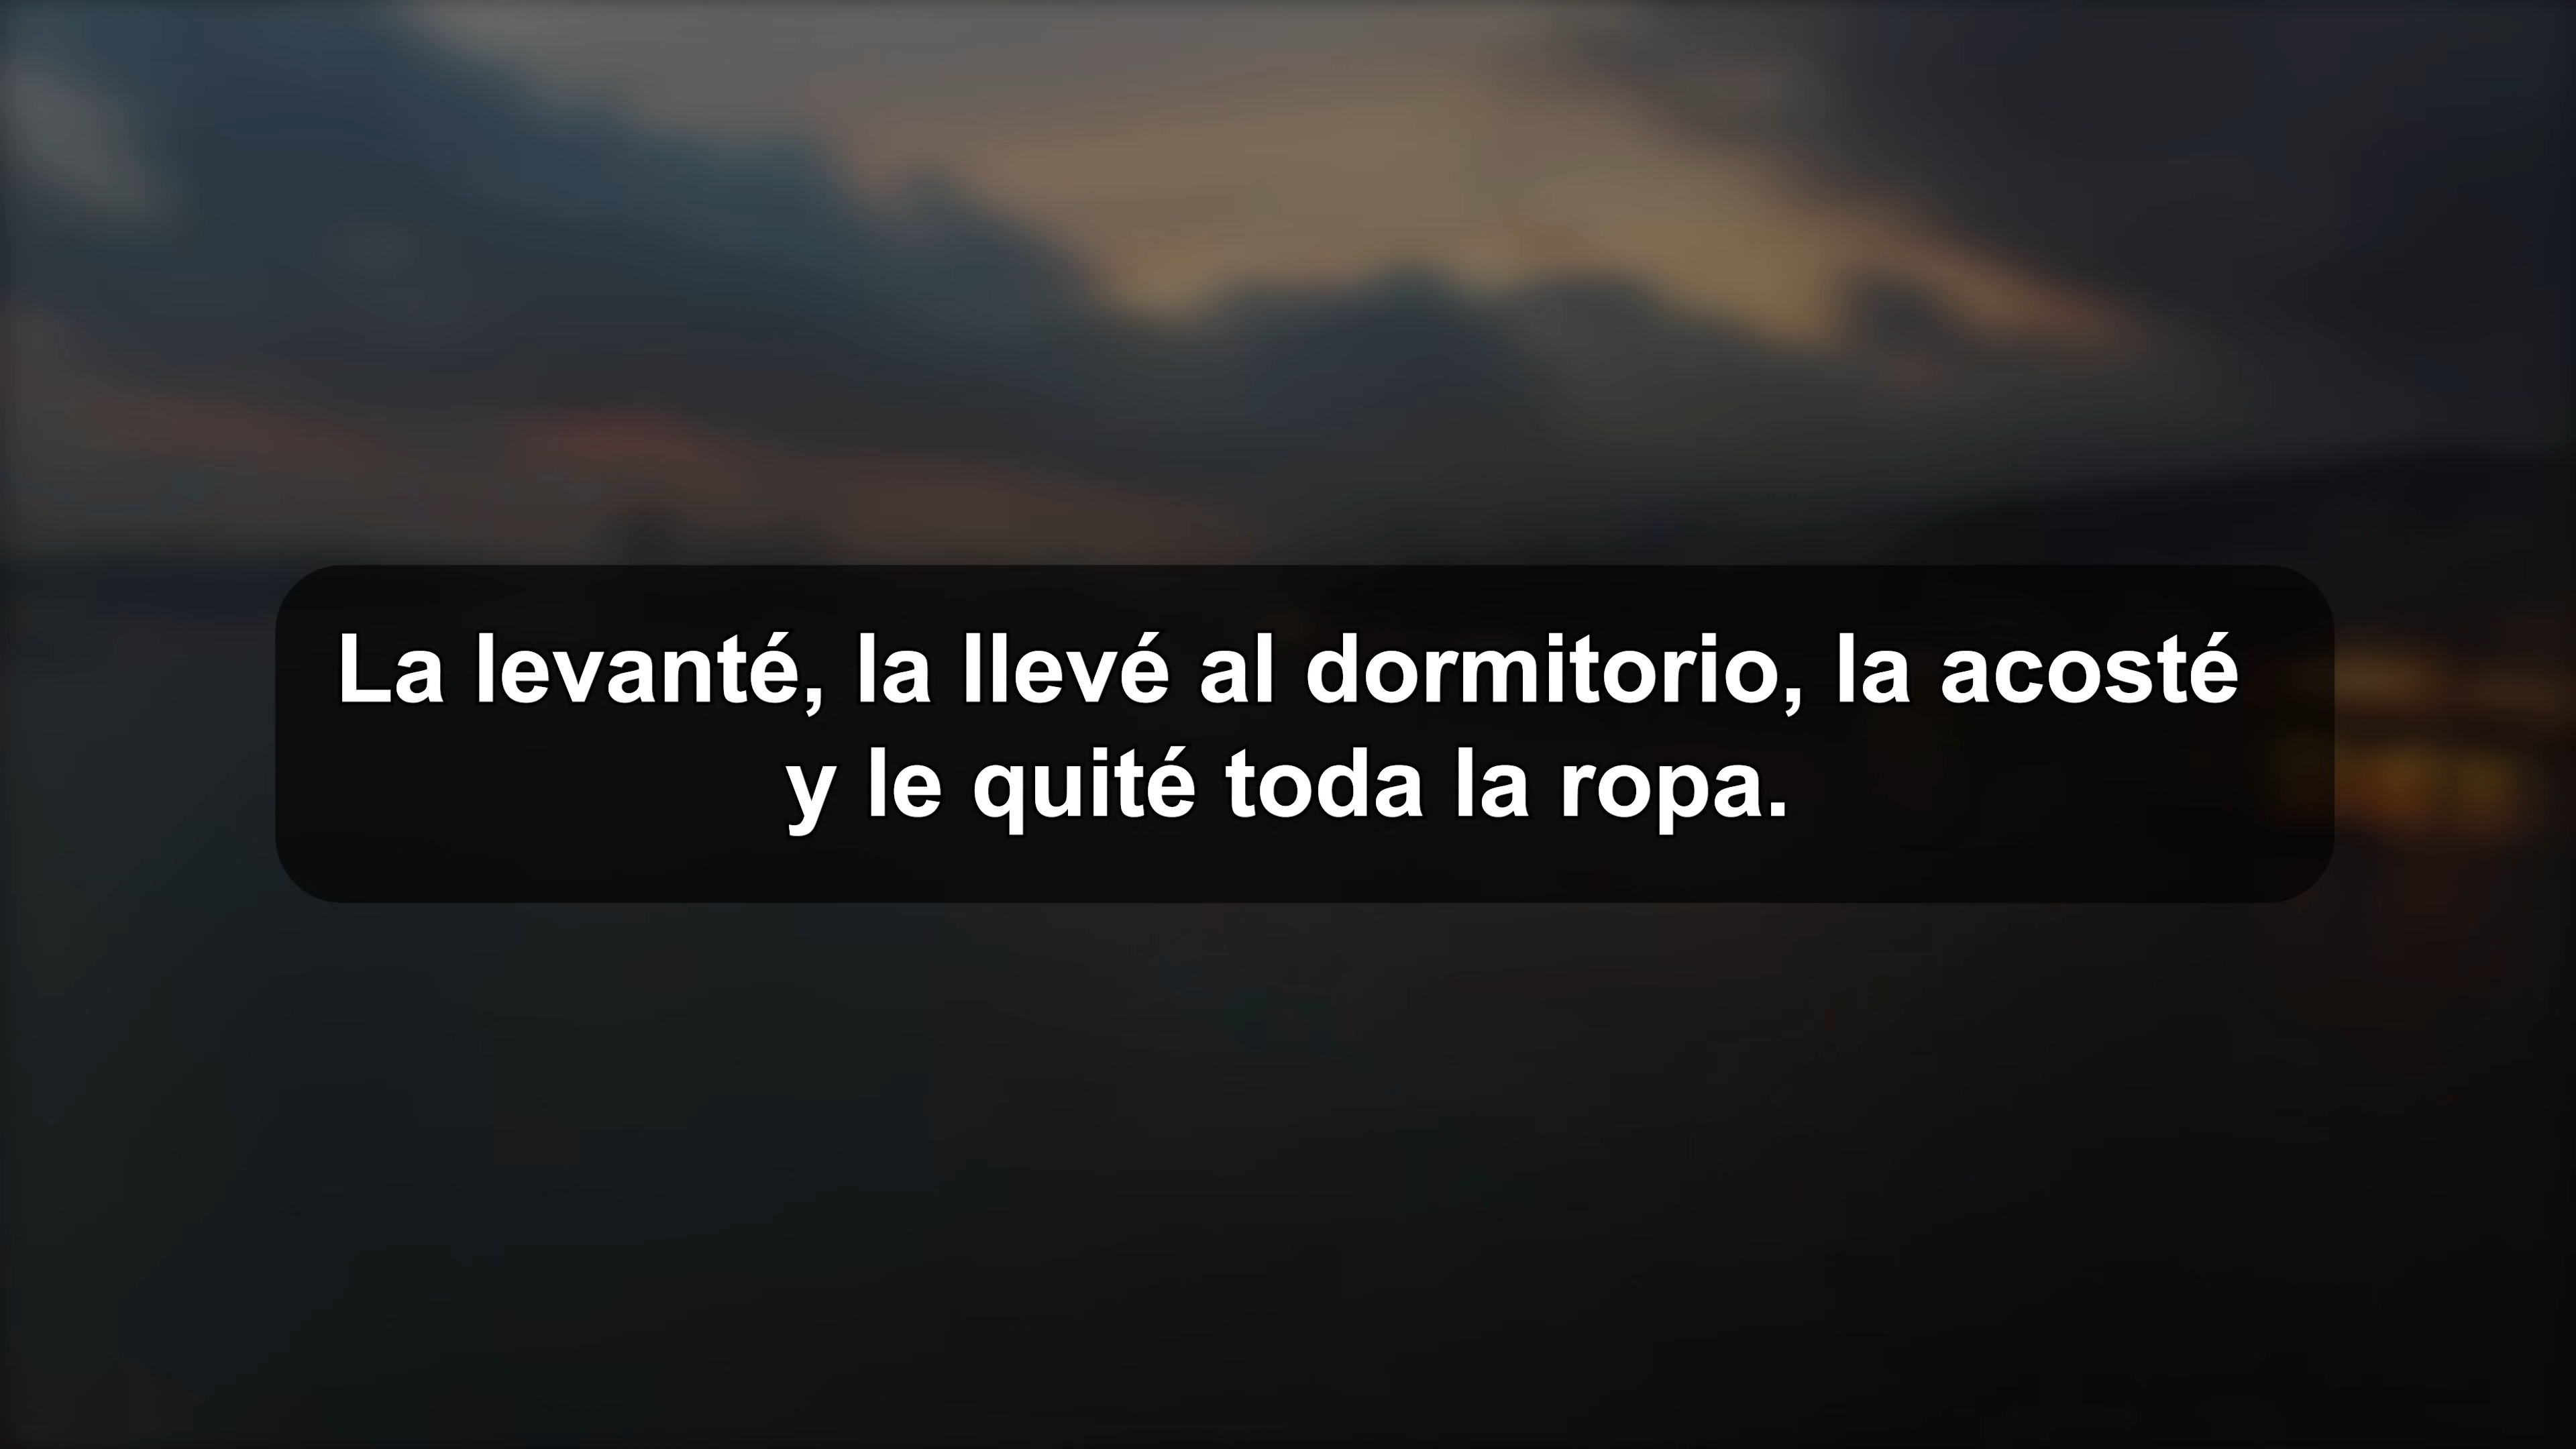 La levanté, la llevé al dormitorio, la acosté
y le quité toda la ropa.